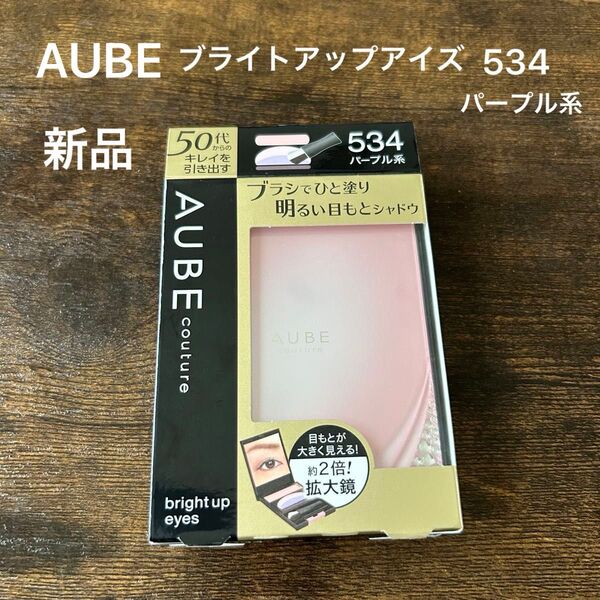 AUBE ブライトアップアイズ 534
パープル系
新品
50代
からの
キレイを
引き出す
534
パープル系
ブラシでひと塗り
明るい目もとシャドウ
AUBE
couture
AUBE
couture
目もとが
大きく見える!
約2倍!
拡大鏡
bright up
eyes